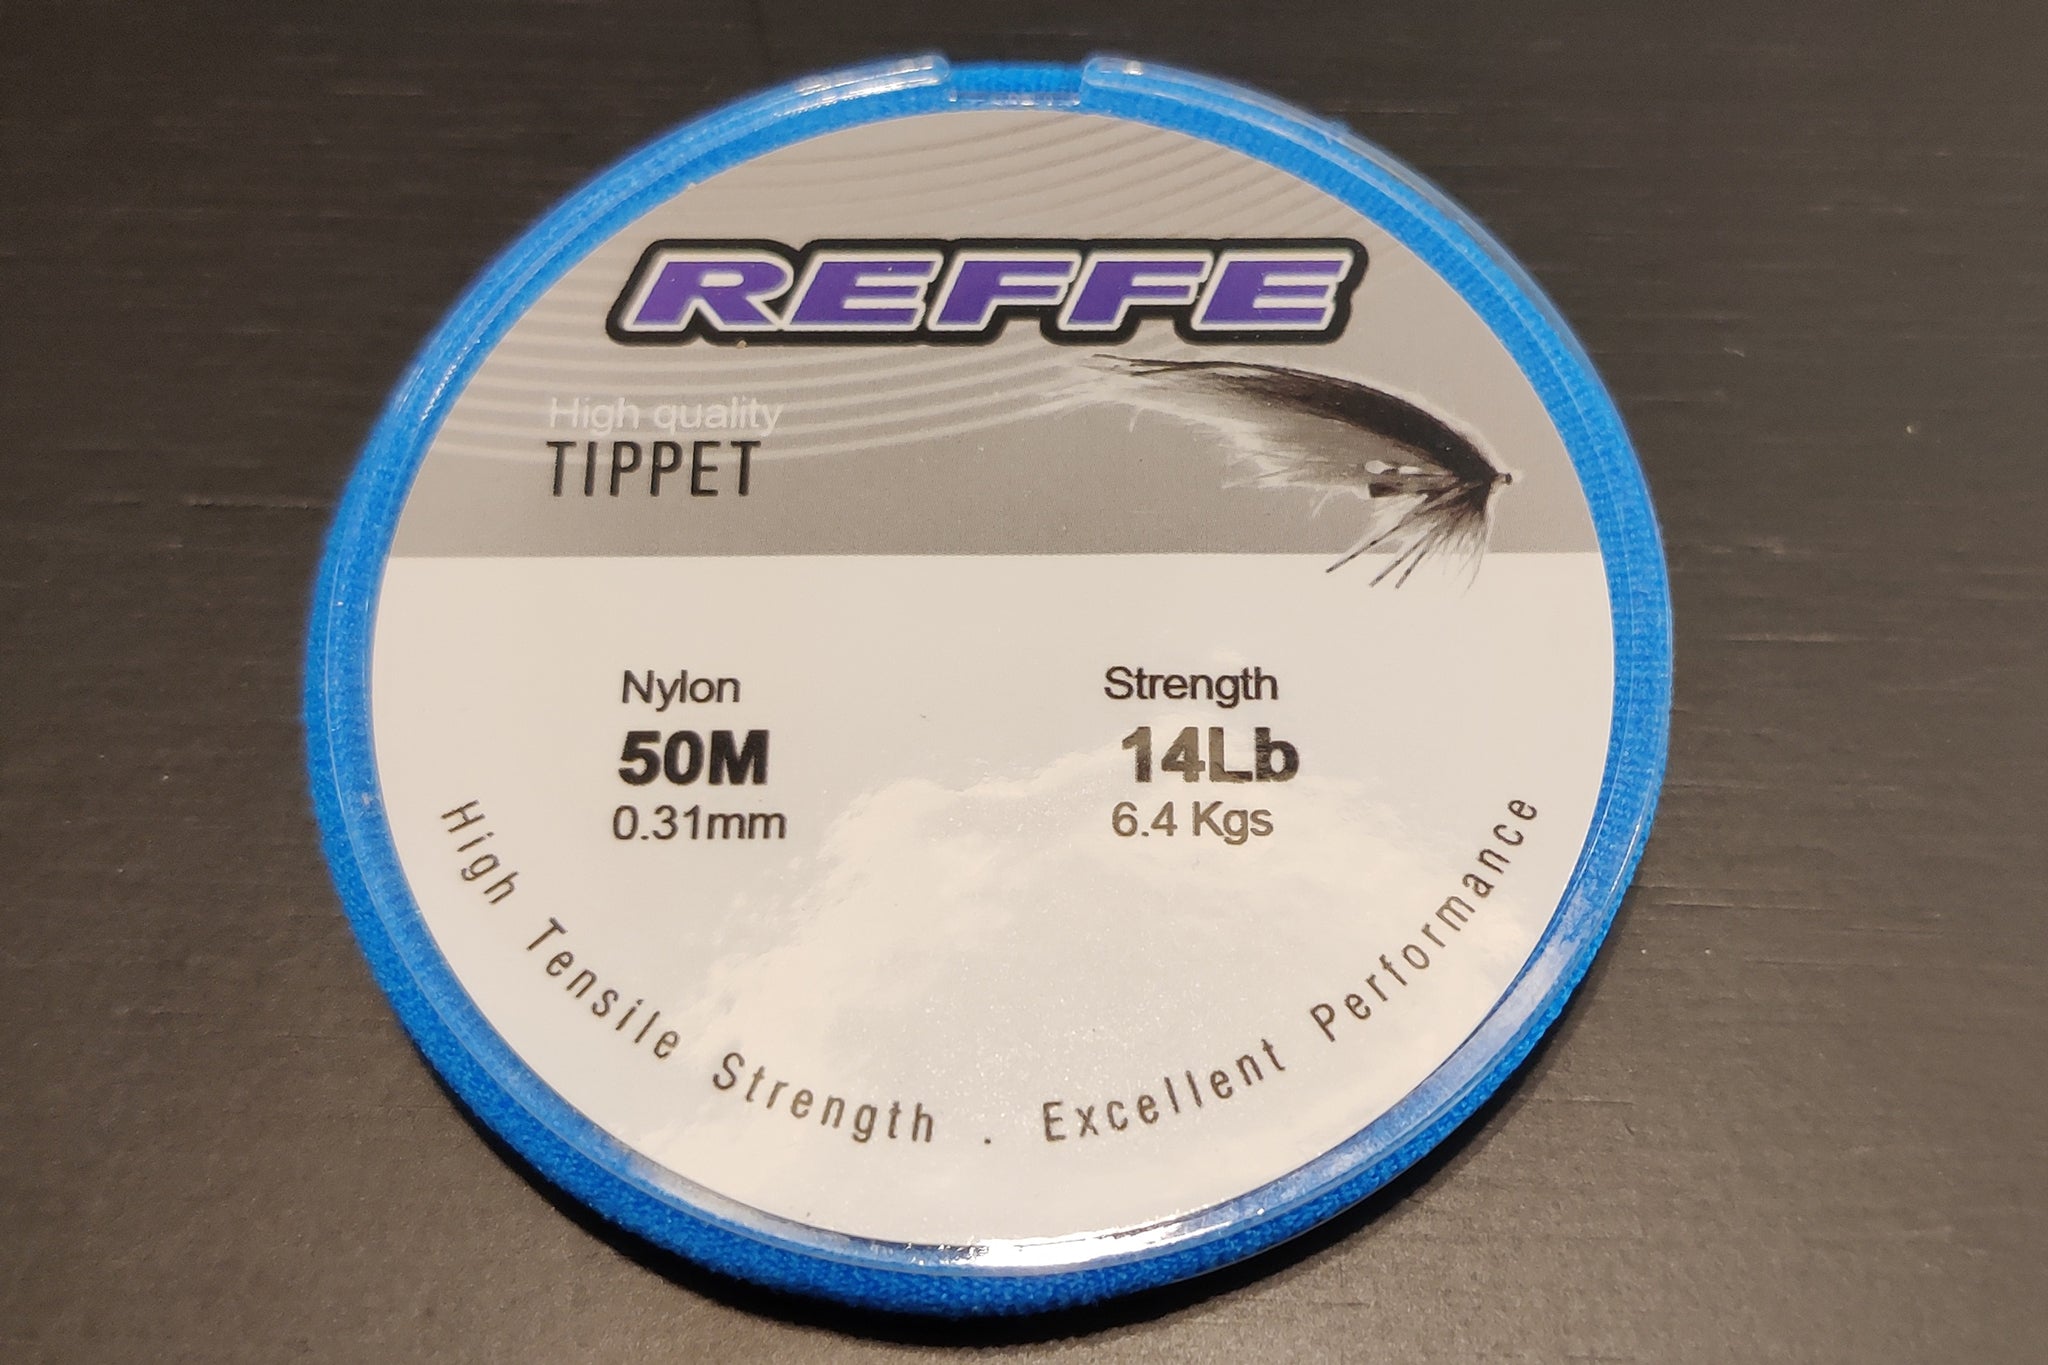 REFFE
High quality
TIPPET
Nylon
50M
0.31mm
Strength
14Lb
6.4 Kgs
High Tensile Strength . Excellent Performance